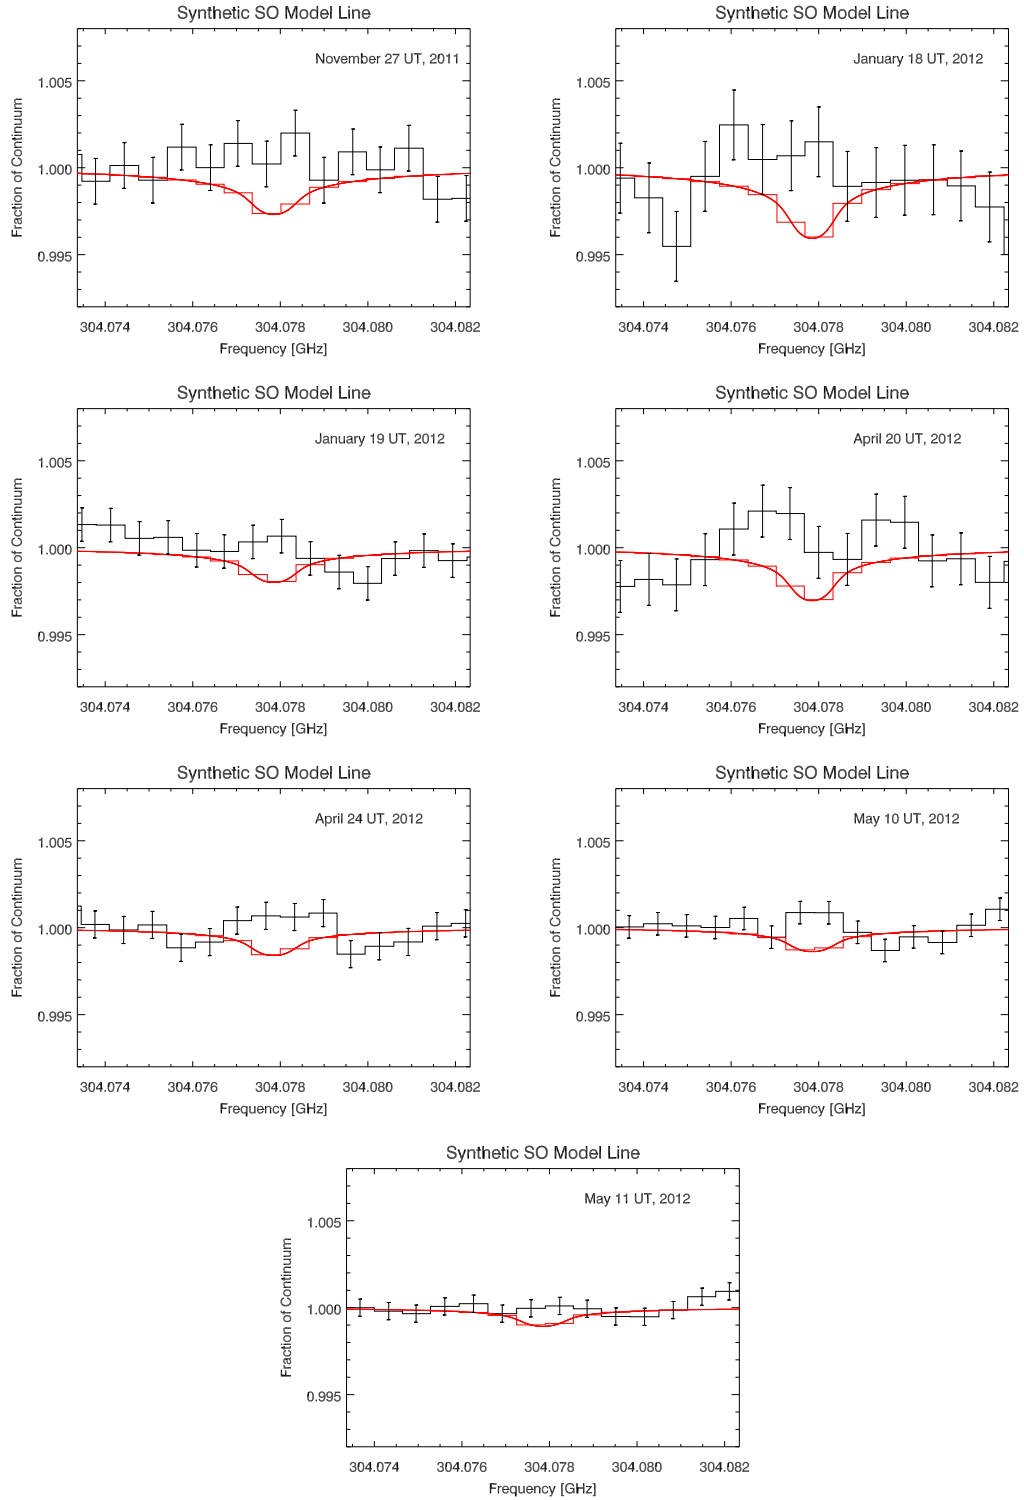 Synthetic SO Model Line
November 27 UT, 2011
Fraction of Continuum
1.005
1.000
0.995
304.074 304.076 304.078 304.080 304.082
Frequency [GHz]
Synthetic SO Model Line
January 18 UT, 2012
Fraction of Continuum
1.005
1.000
0.995
304.074 304.076 304.078 304.080 304.082
Frequency [GHz]
Synthetic SO Model Line
January 19 UT, 2012
Fraction of Continuum
1.005
1.000
0.995
304.074 304.076 304.078 304.080 304.082
Frequency [GHz]
Synthetic SO Model Line
April 20 UT, 2012
Fraction of Continuum
1.005
1.000
0.995
304.074 304.076 304.078 304.080 304.082
Frequency [GHz]
Synthetic SO Model Line
April 24 UT, 2012
Fraction of Continuum
1.005
1.000
0.995
304.074 304.076 304.078 304.080 304.082
Frequency [GHz]
Synthetic SO Model Line
May 10 UT, 2012
Fraction of Continuum
1.005
1.000
0.995
304.074 304.076 304.078 304.080 304.082
Frequency [GHz]
Synthetic SO Model Line
May 11 UT, 2012
Fraction of Continuum
1.005
1.000
0.995
304.074 304.076 304.078 304.080 304.082
Frequency [GHz]